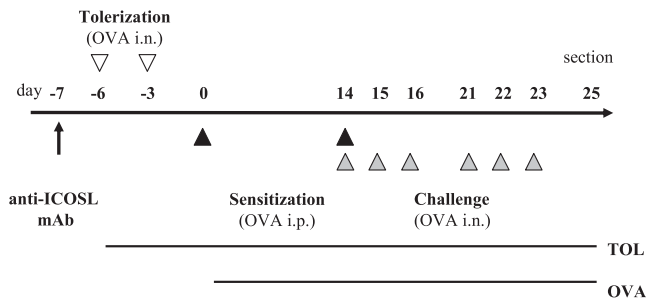 Tolerization
(OVA i.n.)
section
day -7 -6 -3 0 14 15 16 21 22 23 25
anti-ICOSL
mAb
Sensitization
(OVA i.p.)
Challenge
(OVA i.n.)
TOL
OVA